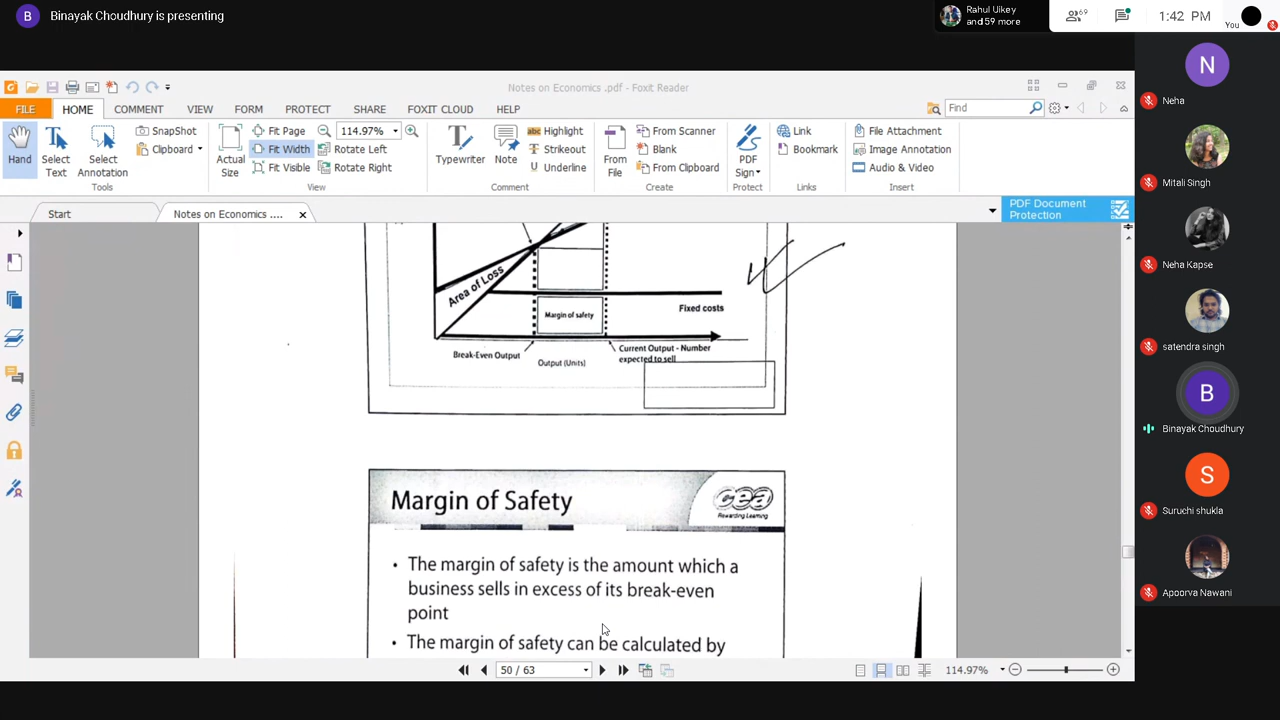 B Binayak Choudhury is presenting
Rahul Uikey
and 59 more
69
1:42 PM
You
Notes on Economics .pdf - Foxit Reader
FILE HOME COMMENT VIEW FORM PROTECT SHARE FOXIT CLOUD HELP
Find
Hand
Select
Text
Select
Annotation
SnapShot
Clipboard
Tools
Actual
Size
Fit Page
Fit Width
Fit Visible
114.97%
Rotate Left
Rotate Right
View
Typewriter
Note
Highlight
Strikeout
Underline
Comment
From
File
From Scanner
Blank
From Clipboard
Create
PDF
Sign
Protect
Link
Bookmark
Links
File Attachment
Image Annotation
Audio & Video
Insert
Start
Notes on Economics ....
PDF Document
Protection
Area of Loss
Fixed costs
Margin of safety
Break-Even Output
Output (Units)
Current Output - Number
expected to sell
Margin of Safety
cea
Rewarding Learning
• The margin of safety is the amount which a
business sells in excess of its break-even
point
• The margin of safety can be calculated by
50 / 63
114.97%
N
Neha
Mitali Singh
Neha Kapse
satendra singh
B
Binayak Choudhury
S
Suruchi shukla
Apoorva Nawani